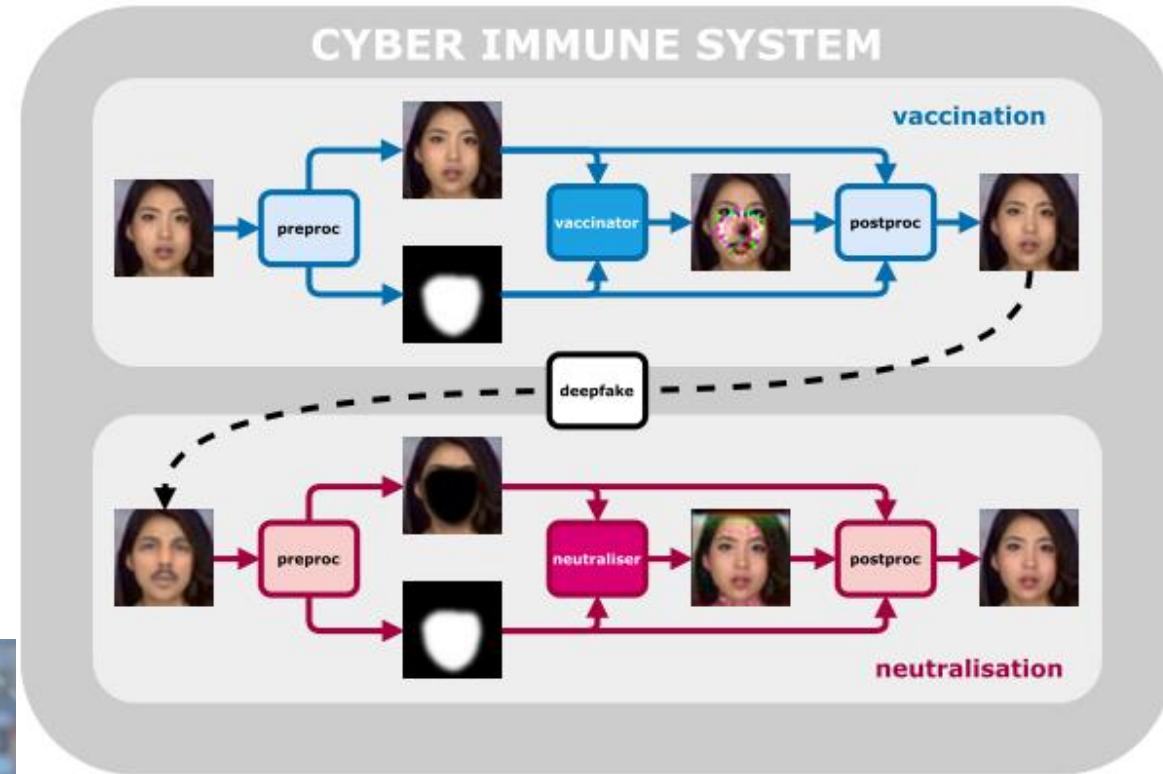 CYBER IMMUNE SYSTEM
vaccination
preproc
vaccinator
postproc
deepfake
preproc
neutraliser
postproc
neutralisation